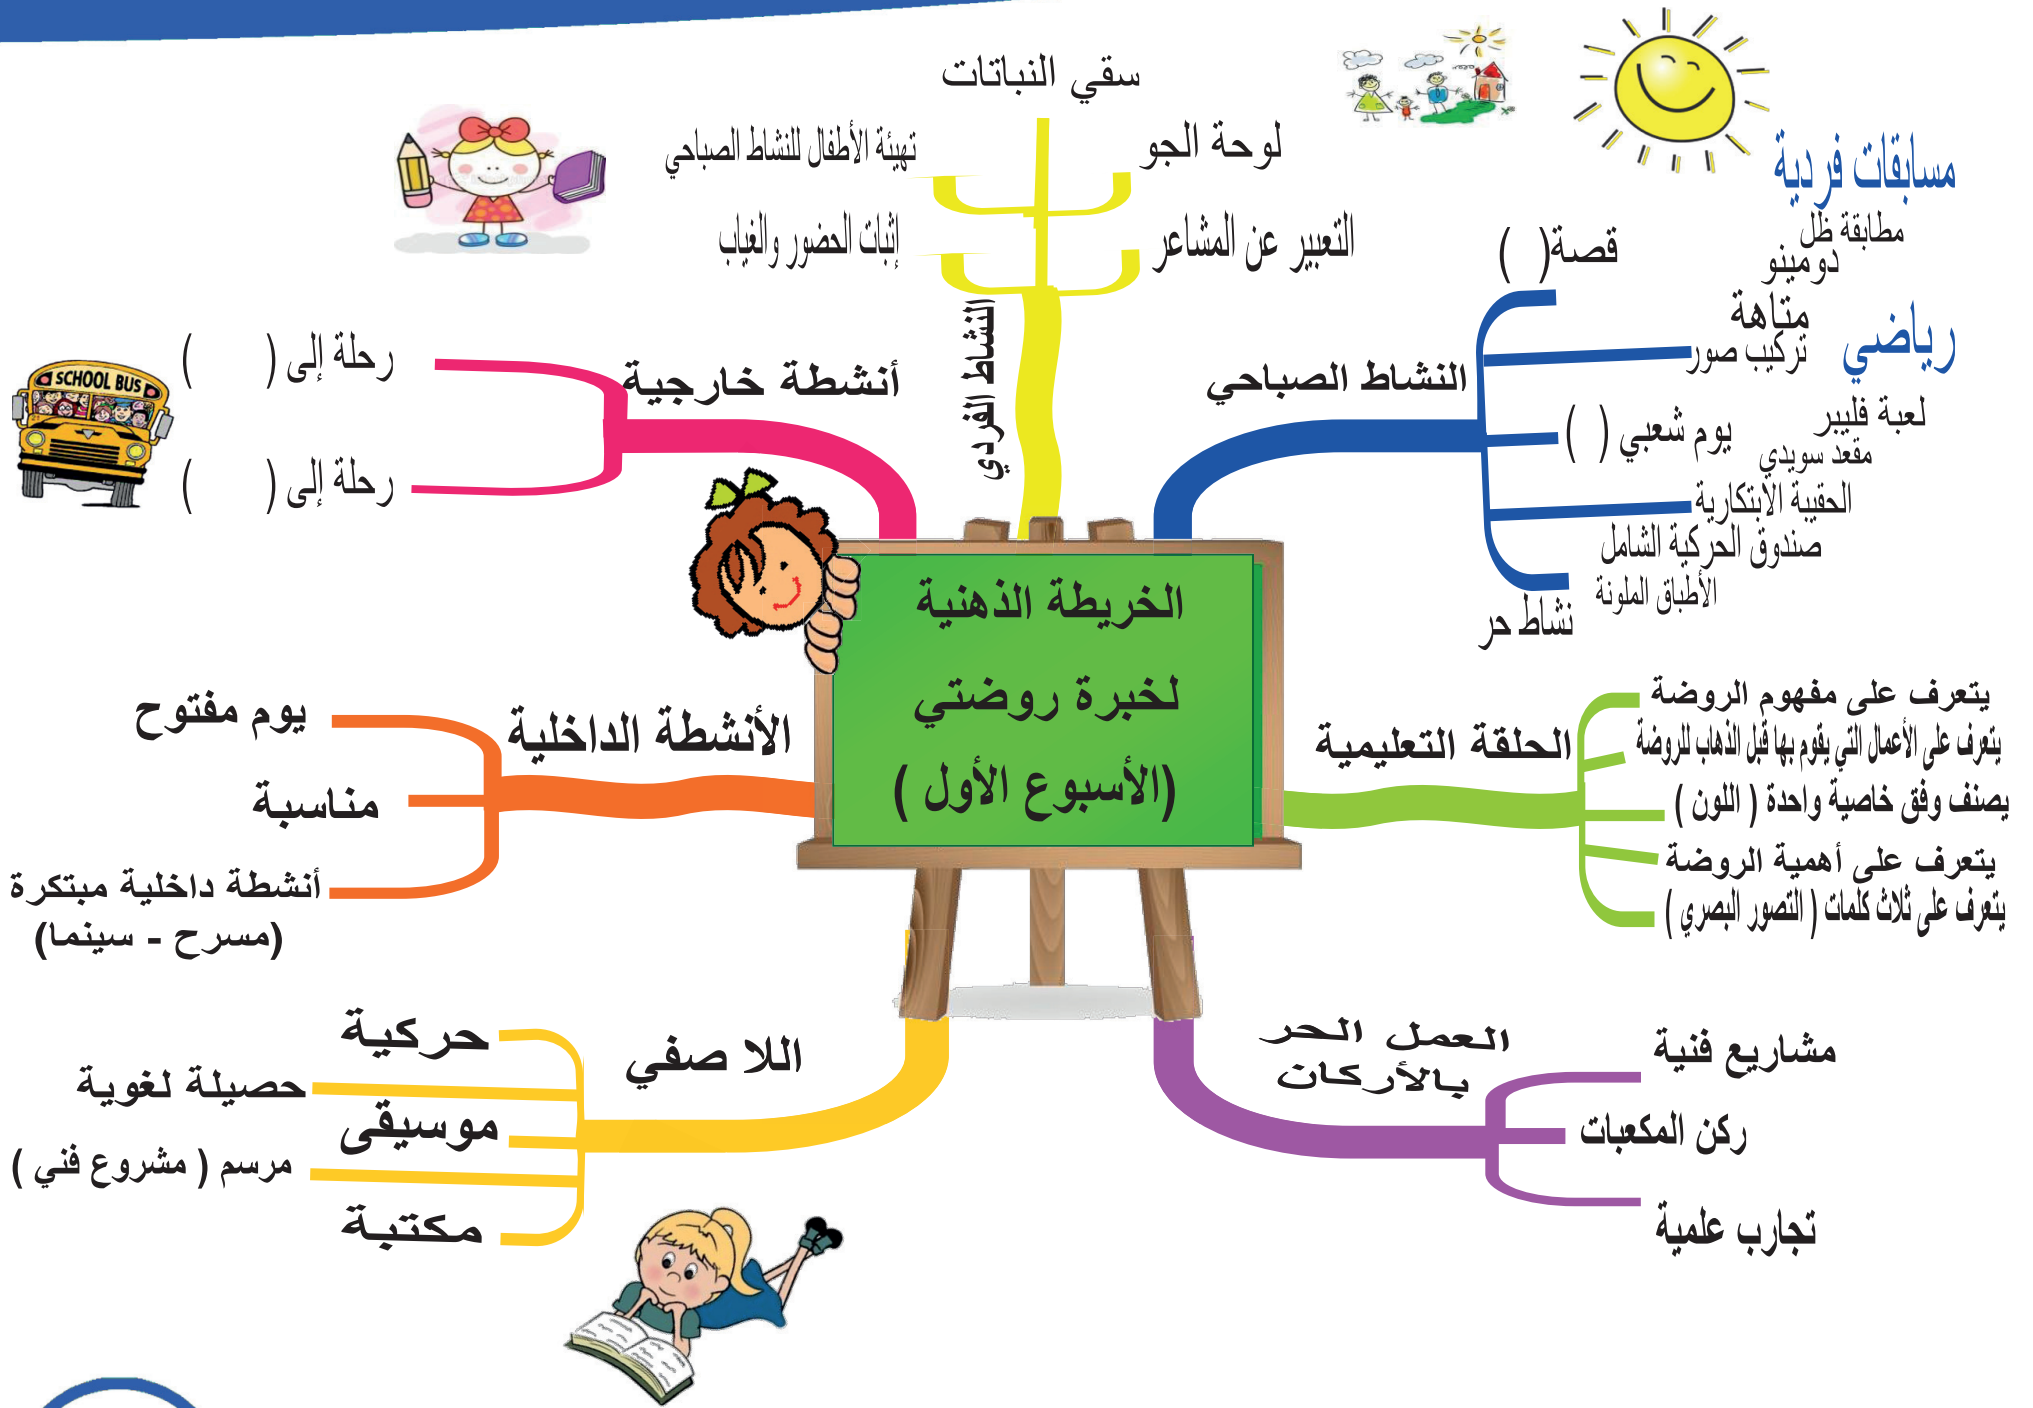 الخريطة الذهنية
لخبرة روضتي
(الأسبوع الأول )
النشاط الفردي
سقي النباتات
لوحة الجو
تهيئة الأطفال للنشاط الصباحي
التعبير عن المشاعر
إثبات الحضور والغياب
النشاط الصباحي
قصة( )
مسابقات فردية
مطابقة ظل
دومينو
متاهة
تركيب صور
رياضي
لعبة فليبر
يوم شعبي ( )
مقعد سويدي
الحقيبة الابتكارية
صندوق الحركية الشامل
الأطباق الملونة
نشاط حر
الحلقة التعليمية
يتعرف على مفهوم الروضة
يتعرف على الأعمال التي يقوم بها قبل الذهاب للروضة
يصنف وفق خاصية واحدة ( اللون )
يتعرف على أهمية الروضة
يتعرف على ثلاث كلمات ( التصور البصري )
العمل الحر
بالأركان
مشاريع فنية
ركن المكعبات
تجارب علمية
أنشطة خارجية
رحلة إلى ( )
رحلة إلى ( )
SCHOOL BUS
الأنشطة الداخلية
يوم مفتوح
مناسبة
أنشطة داخلية مبتكرة
(مسرح - سينما)
اللا صفي
حركية
حصيلة لغوية
موسيقى
مرسم ( مشروع فني )
مكتبة